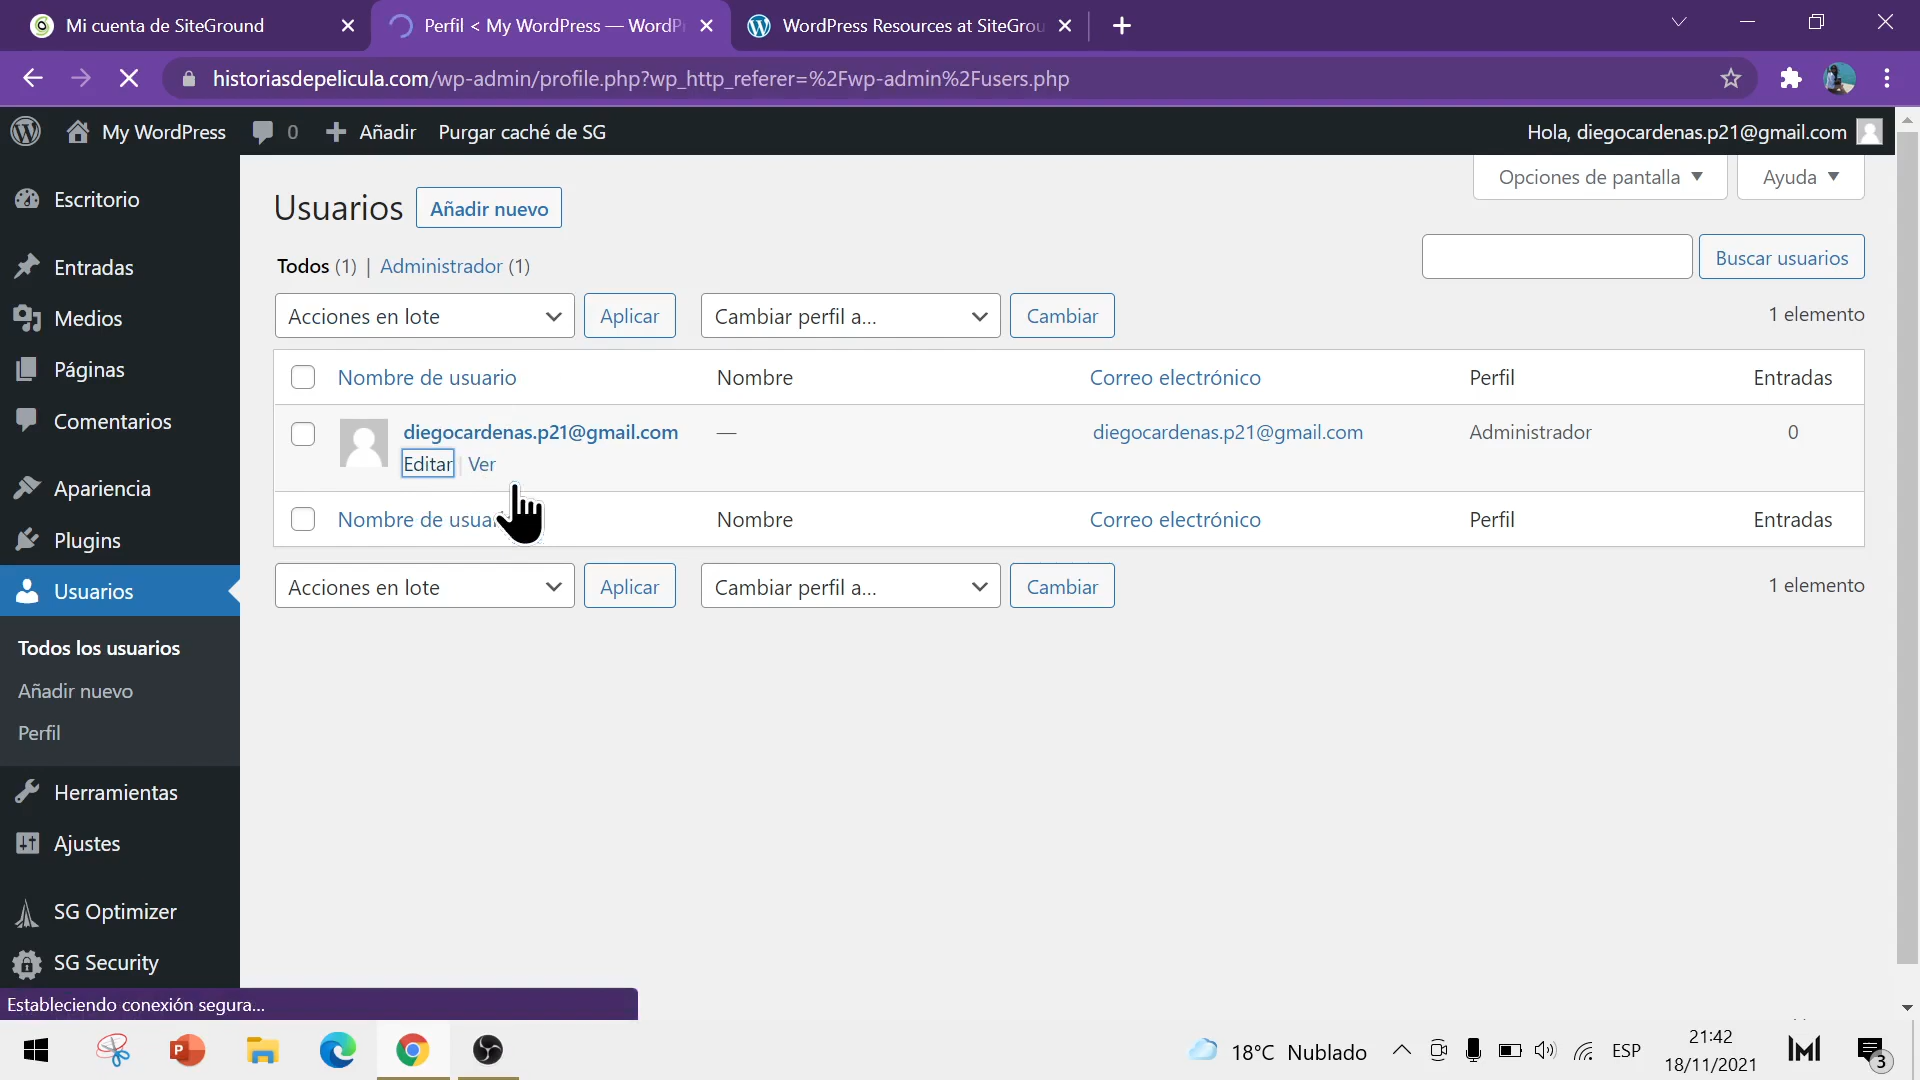 Mi cuenta de SiteGround
Perfil < My WordPress — WordP
WordPress Resources at SiteGrou
historiasdepelicula.com/wp-admin/profile.php?wp_http_referer=%2Fwp-admin%2Fusers.php
My WordPress
0
Añadir
Purgar caché de SG
Hola, diegocardenas.p21@gmail.com
Opciones de pantalla
Ayuda
Escritorio
Entradas
Medios
Páginas
Comentarios
Apariencia
Plugins
Usuarios
Todos los usuarios
Añadir nuevo
Perfil
Herramientas
Ajustes
SG Optimizer
SG Security
Usuarios
Añadir nuevo
Todos (1) | Administrador (1)
Buscar usuarios
Acciones en lote
Aplicar
Cambiar perfil a...
Cambiar
1 elemento
Nombre de usuario
Nombre
Correo electrónico
Perfil
Entradas
diegocardenas.p21@gmail.com
—
diegocardenas.p21@gmail.com
Administrador
0
Editar | Ver
Nombre de usua
Nombre
Correo electrónico
Perfil
Entradas
Acciones en lote
Aplicar
Cambiar perfil a...
Cambiar
1 elemento
Estableciendo conexión segura...
18°C Nublado
ESP
21:42
18/11/2021
3